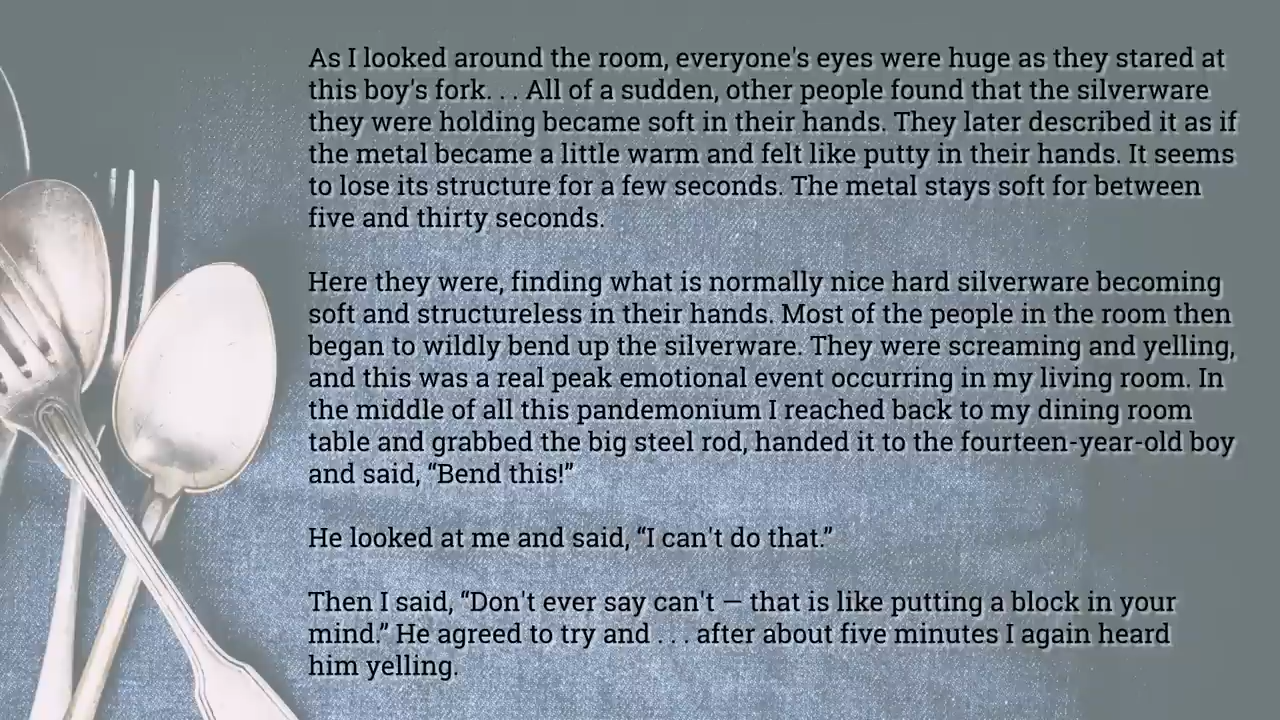 As I looked around the room, everyone's eyes were huge as they stared at
this boy's fork. . . All of a sudden, other people found that the silverware
they were holding became soft in their hands. They later described it as if
the metal became a little warm and felt like putty in their hands. It seems
to lose its structure for a few seconds. The metal stays soft for between
five and thirty seconds.
Here they were, finding what is normally nice hard silverware becoming
soft and structureless in their hands. Most of the people in the room then
began to wildly bend up the silverware. They were screaming and yelling,
and this was a real peak emotional event occurring in my living room. In
the middle of all this pandemonium I reached back to my dining room
table and grabbed the big steel rod, handed it to the fourteen-year-old boy
and said, “Bend this!”
He looked at me and said, “I can't do that.”
Then I said, “Don't ever say can't — that is like putting a block in your
mind.” He agreed to try and . . . after about five minutes I again heard
him yelling.